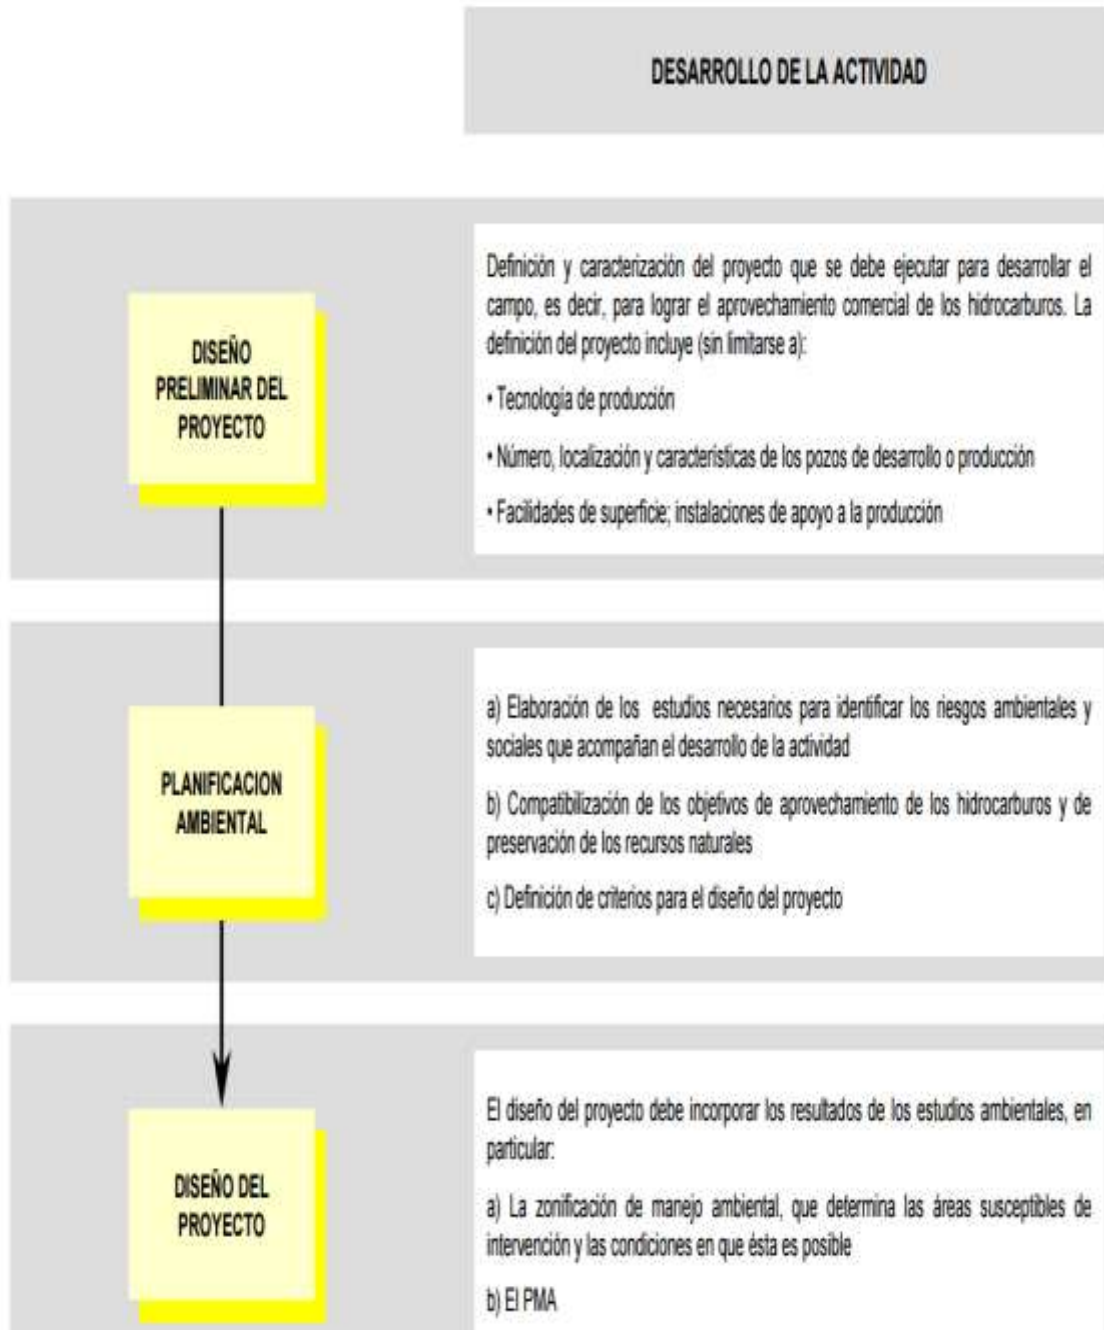 DESARROLLO DE LA ACTIVIDAD
DISEÑO
PRELIMINAR DEL
PROYECTO
Definición y caracterización del proyecto que se debe ejecutar para desarrollar el
campo, es decir, para lograr el aprovechamiento comercial de los hidrocarburos. La
definición del proyecto incluye (sin limitarse a):
• Tecnología de producción
• Número, localización y características de los pozos de desarrollo o producción
• Facilidades de superficie; instalaciones de apoyo a la producción
PLANIFICACION
AMBIENTAL
a) Elaboración de los estudios necesarios para identificar los riesgos ambientales y
sociales que acompañan el desarrollo de la actividad
b) Compatibilización de los objetivos de aprovechamiento de los hidrocarburos y de
preservación de los recursos naturales
c) Definición de criterios para el diseño del proyecto
DISEÑO DEL
PROYECTO
El diseño del proyecto debe incorporar los resultados de los estudios ambientales, en
particular:
a) La zonificación de manejo ambiental, que determina las áreas susceptibles de
intervención y las condiciones en que ésta es posible
b) El PMA